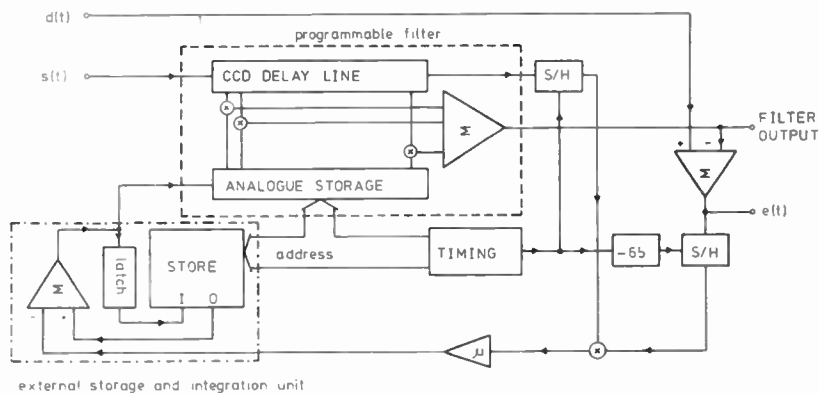 d(t)
programmable filter
s(t)
CCD DELAY LINE
S/H
x
x
x
Σ
FILTER
OUTPUT
+
-
Σ
ANALOGUE STORAGE
e(t)
address
TIMING
-65
S/H
Σ
latch
STORE
I
O
-
+
μ
x
external storage and integration unit